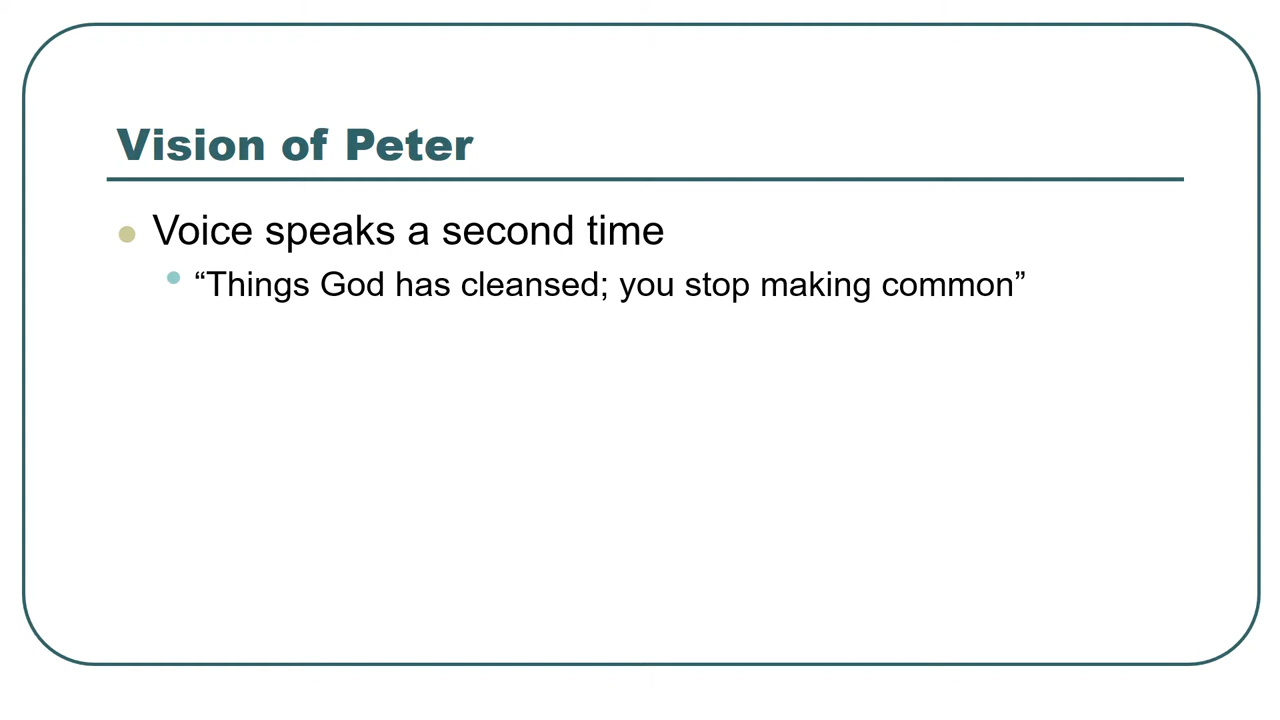 Vision of Peter
Voice speaks a second time
“Things God has cleansed; you stop making common”